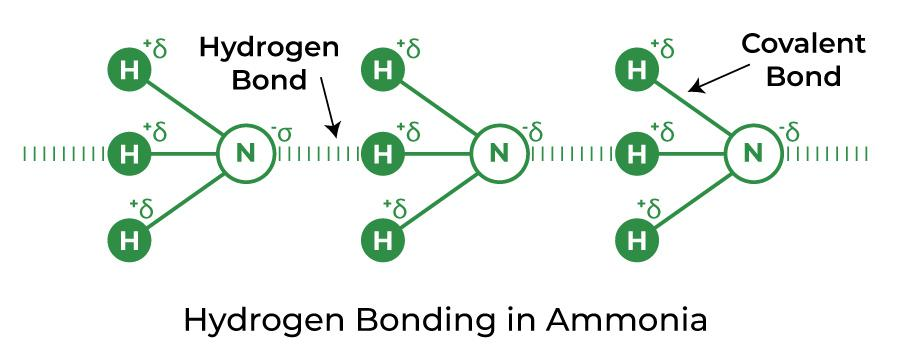 +δ
Hydrogen
Bond
+δ
+δ
Covalent
Bond
H
H
H
+δ
-σ
+δ
-δ
+δ
-δ
H
N
H
N
H
N
+δ
+δ
+δ
H
H
H
Hydrogen Bonding in Ammonia